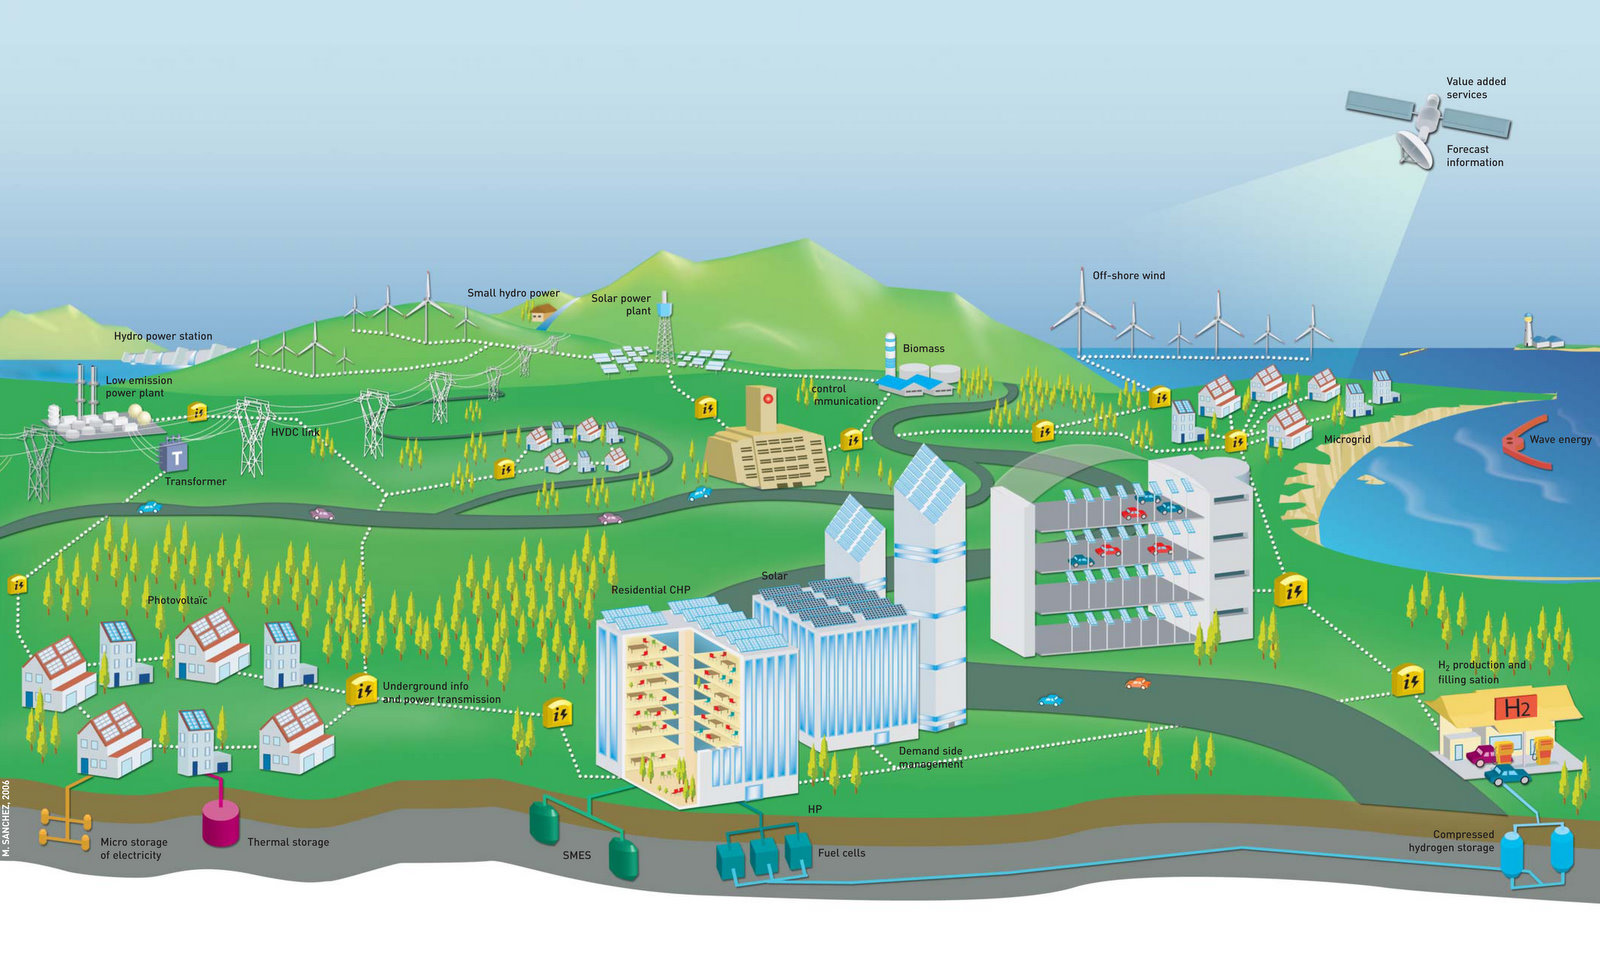 Value added
services
Forecast
information
Off-shore wind
Small hydro power
Solar power
plant
Hydro power station
Biomass
Low emission
power plant
control
mmunication
HVDC link
Microgrid
Wave energy
Transformer
T
i
i
i
i
i
i
i
i
i
i
i
i
Solar
Residential CHP
Photovoltaïc
H2 production and
filling sation
Underground info
and power transmission
H2
Demand side
management
HP
M. SANCHEZ, 2006
Micro storage
of electricity
Thermal storage
SMES
Fuel cells
Compressed
hydrogen storage